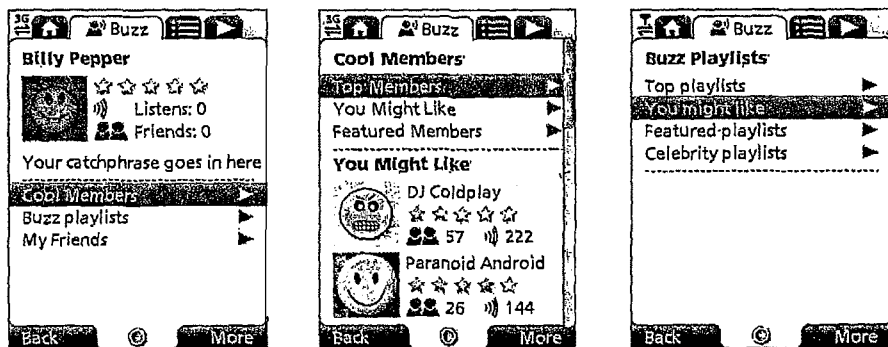 3G Buzz
Billy Pepper
Listens: 0
Friends: 0
Your catchphrase goes in here
Cool Members
Buzz playlists
My Friends
Back More
3G Buzz
Cool Members
Top Members
You Might Like
Featured Members
You Might Like
DJ Coldplay
57 222
Paranoid Android
26 144
Back More
Buzz
Buzz Playlists
Top playlists
You might like
Featured playlists
Celebrity playlists
Back More